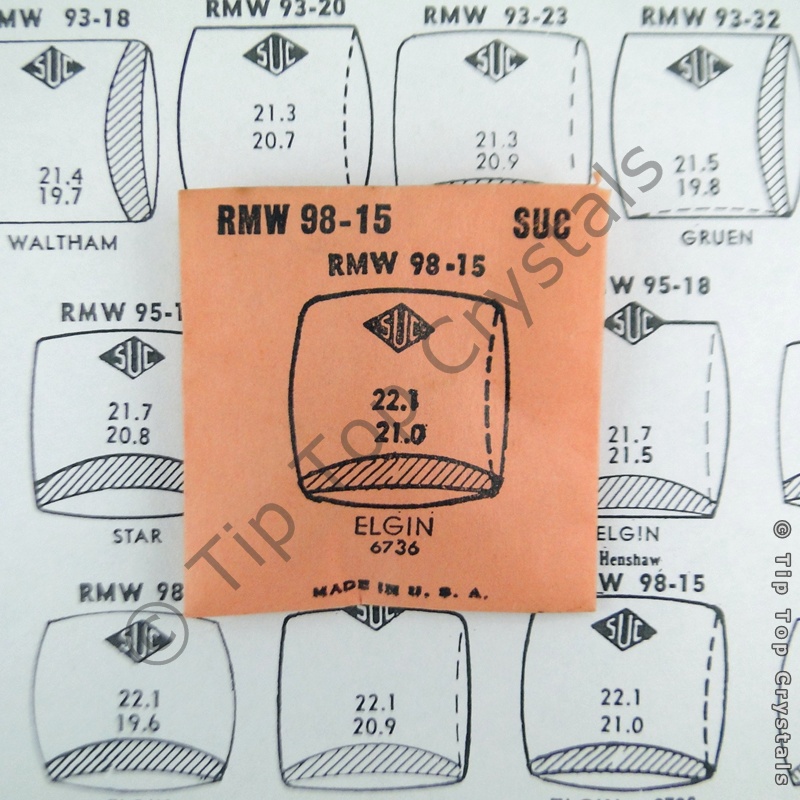 MW 93-18
RMW 93-20
RMW 93-23
RMW 93-32
SUC
SUC
SUC
SUC
21.4
19.7
21.3
20.7
21.3
20.9
21.5
19.8
WALTHAM
GRUEN
RMW 98-15 SUC
RMW 98-15
SUC
22.1
21.0
ELGIN
6736
MADE IN U. S. A.
RMW 95-1
SUC
21.7
20.8
STAR
W 95-18
SUC
21.7
21.5
ELGIN
Henshaw
RMW 98
SUC
22.1
19.6
SUC
22.1
20.9
W 98-15
SUC
22.1
21.0
© Tip Top Crystals
© Tip Top Crystals